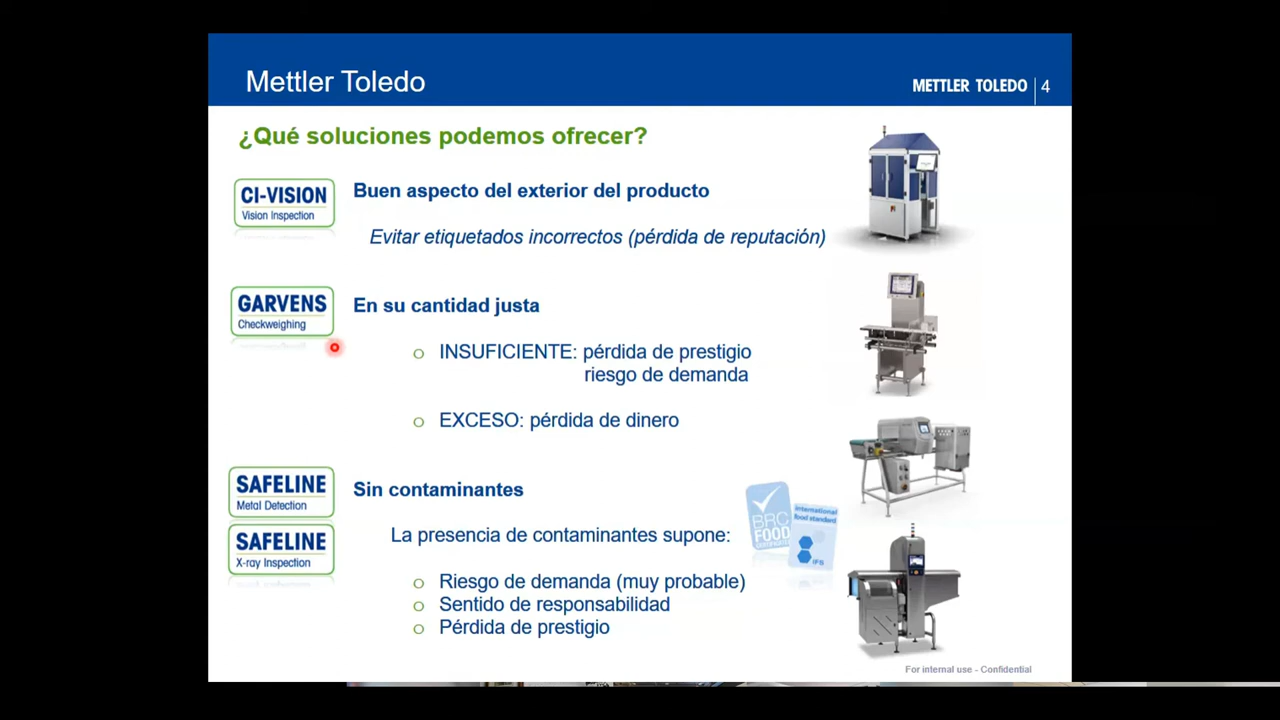 Mettler Toledo
METTLER TOLEDO
4
¿Qué soluciones podemos ofrecer?
CI-VISION
Vision Inspection
Buen aspecto del exterior del producto
Evitar etiquetados incorrectos (pérdida de reputación)
GARVENS
Checkweighing
En su cantidad justa
o INSUFICIENTE: pérdida de prestigio
riesgo de demanda
o EXCESO: pérdida de dinero
SAFELINE
Metal Detection
Sin contaminantes
SAFELINE
X-ray Inspection
La presencia de contaminantes supone:
BRC
FOOD
CERTIFICATED
international
food standard
IFS
o Riesgo de demanda (muy probable)
o Sentido de responsabilidad
o Pérdida de prestigio
For internal use - Confidential